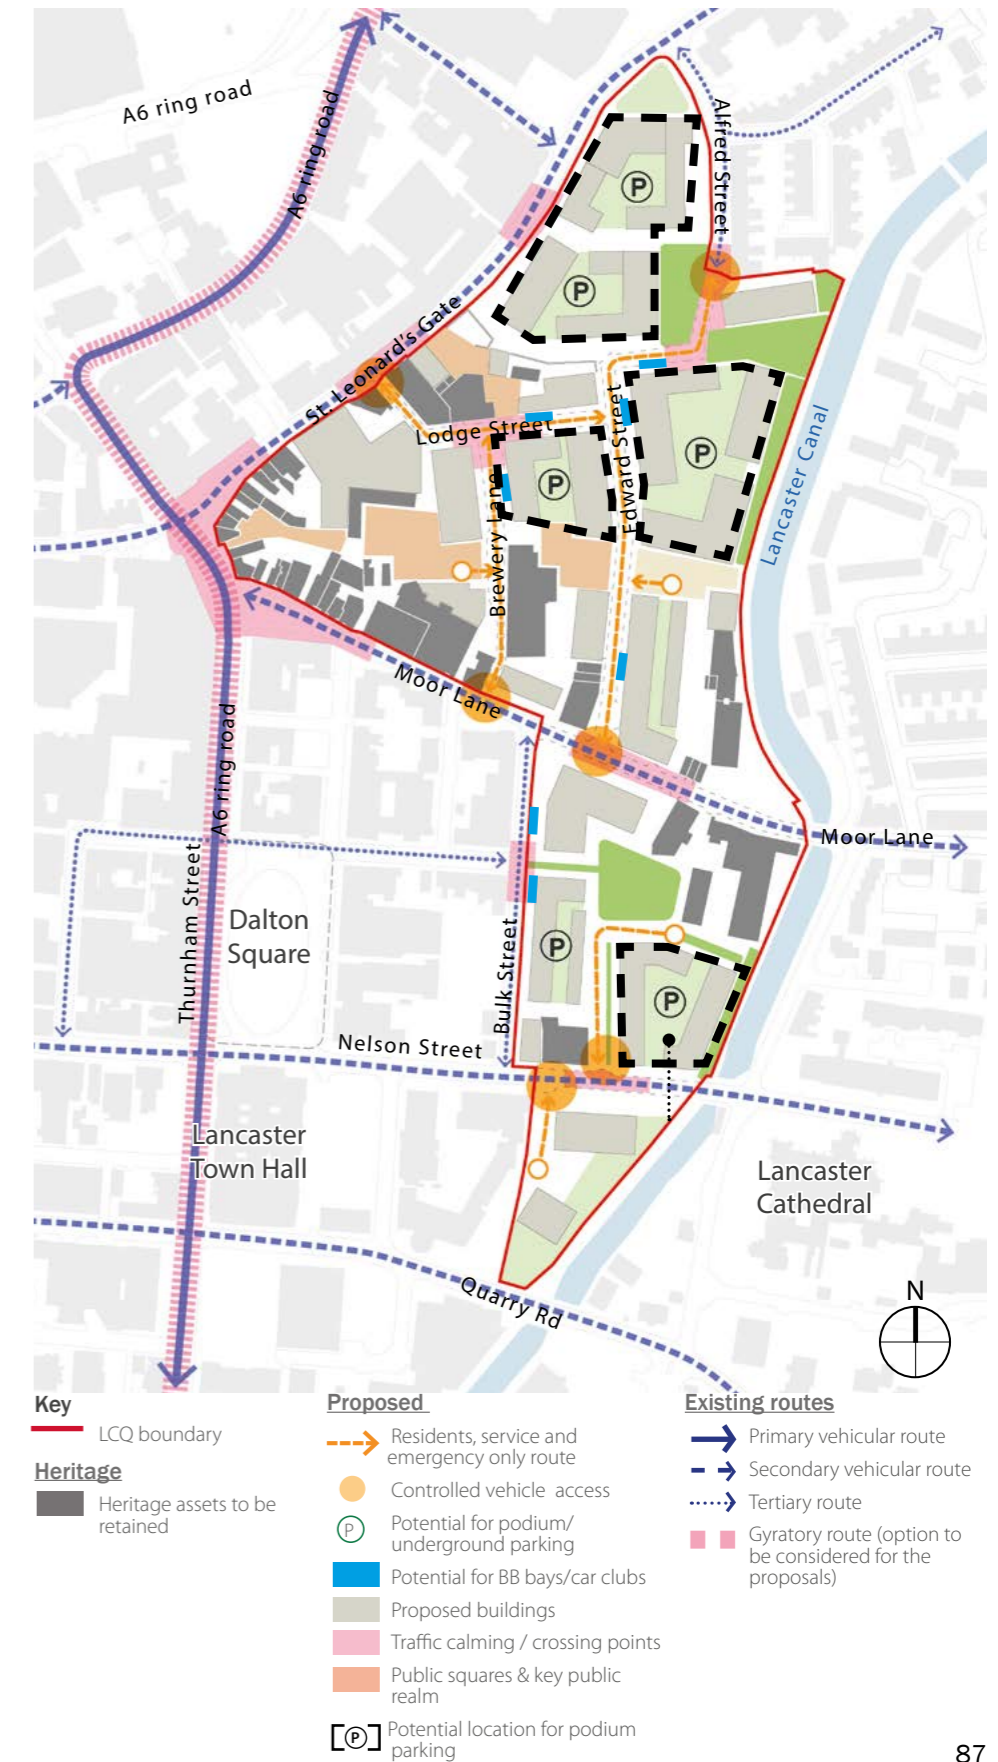 A6 ring road
A6 ring road
Alfred Street
P
P
St. Leonard's Gate
Lodge Street
Edward Street
P
P
Brewery Lane
Lancaster Canal
Moor Lane
A6 ring road
Moor Lane
Thurnham Street
Dalton
Square
Bulk Street
P
P
Nelson Street
Lancaster
Town Hall
Lancaster
Cathedral
Quarry Rd
N
Key
LCQ boundary
Heritage
Heritage assets to be
retained
Proposed
Residents, service and
emergency only route
Controlled vehicle access
P
Potential for podium/
underground parking
Potential for BB bays/car clubs
Proposed buildings
Traffic calming / crossing points
Public squares & key public
realm
P
Potential location for podium
parking
Existing routes
Primary vehicular route
Secondary vehicular route
Tertiary route
Gyratory route (option to
be considered for the
proposals)
87